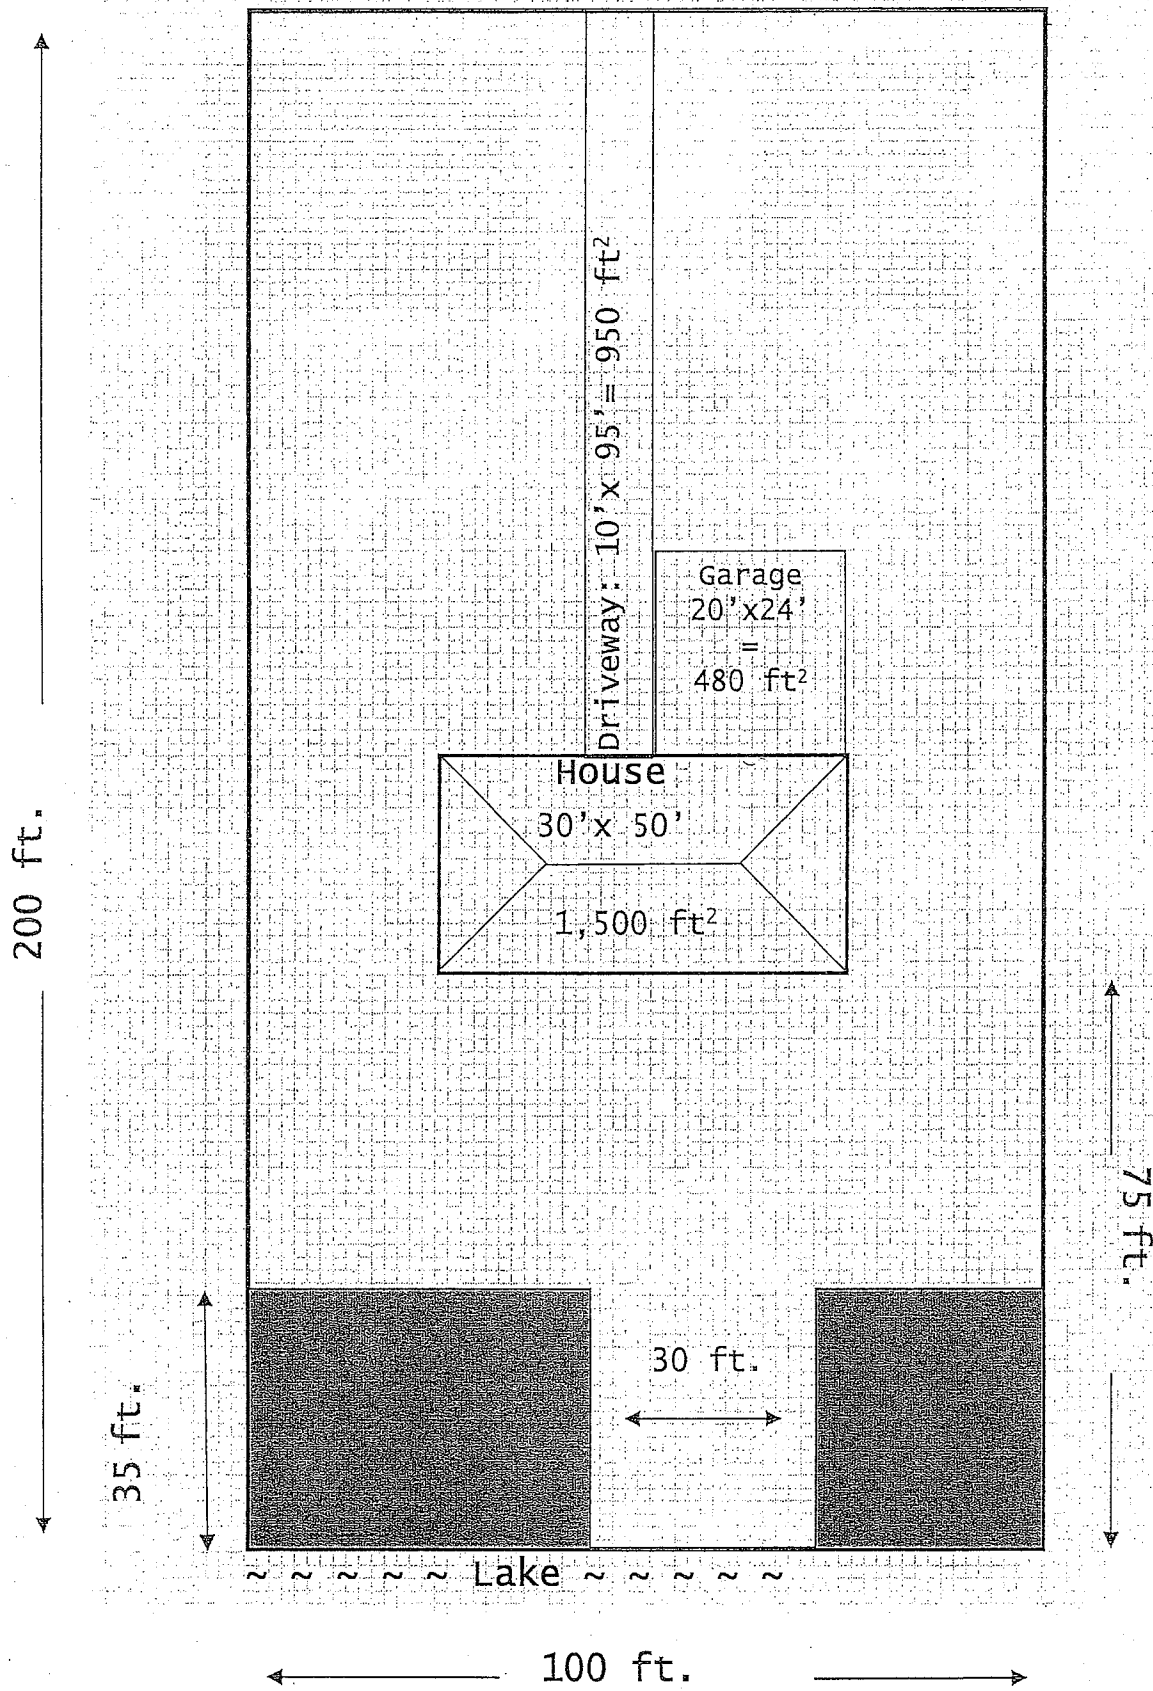 Driveway: 10'x 95'= 950 ft²
Garage
20'x24'
=
480 ft²
House
30'x 50'
1,500 ft²
200 ft.
75 ft.
35 ft.
30 ft.
~ ~ ~ ~ ~ Lake ~ ~ ~ ~ ~
100 ft.